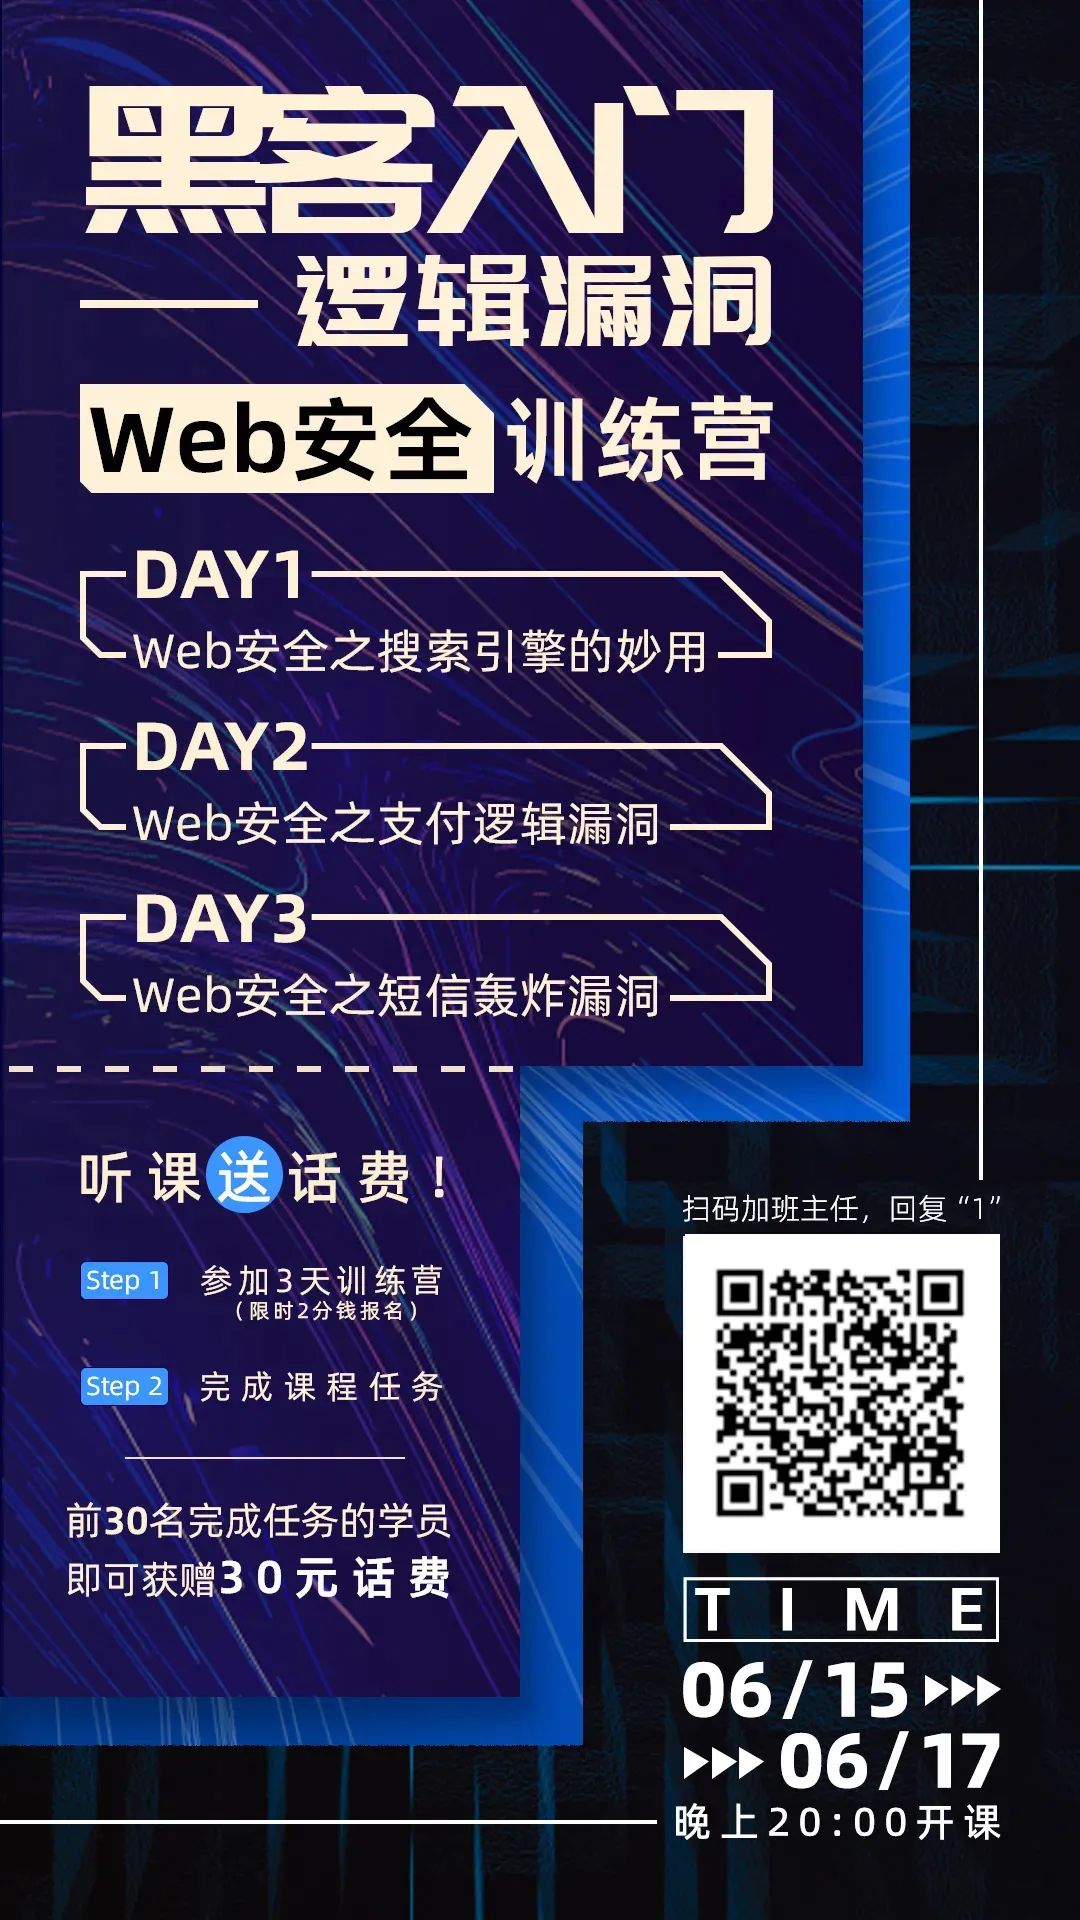 黑客入门
逻辑漏洞
Web安全训练营
DAY1
Web安全之搜索引擎的妙用
DAY2
Web安全之支付逻辑漏洞
DAY3
Web安全之短信轰炸漏洞
听课送话费！
Step 1 参加3天训练营
（限时2分钱报名）
Step 2 完成课程任务
前30名完成任务的学员
即可获赠30元话费
扫码加班主任，回复“1”
TIME
06/15
06/17
晚上20:00开课